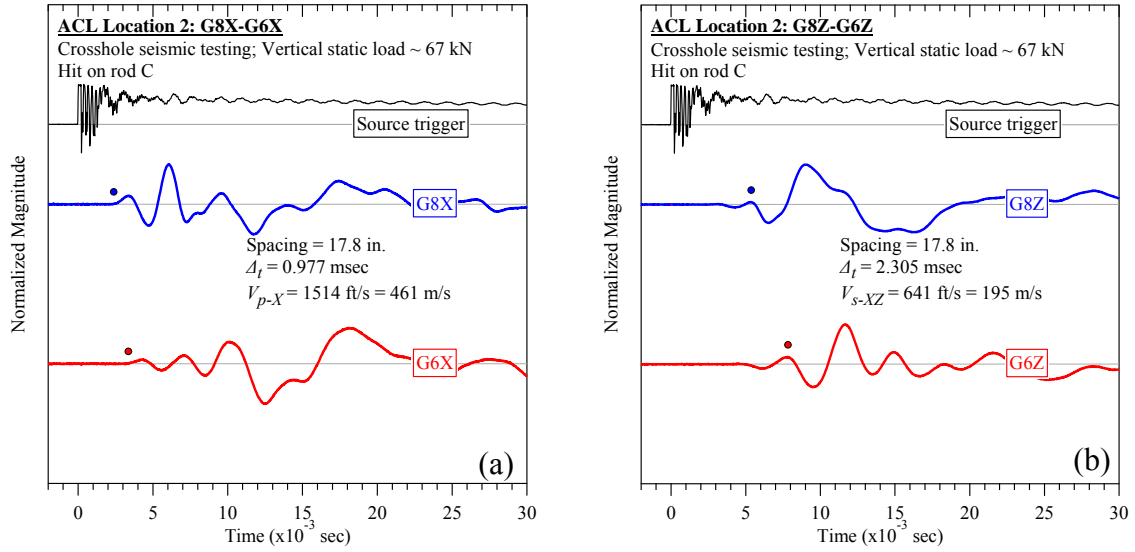 ACL Location 2: G8X-G6X
Crosshole seismic testing; Vertical static load ~ 67 kN
Hit on rod C
Source trigger
G8X
Spacing = 17.8 in.
Δt = 0.977 msec
Vp-X = 1514 ft/s = 461 m/s
G6X
(a)
Normalized Magnitude
0 5 10 15 20 25 30
Time (x10-3 sec)
ACL Location 2: G8Z-G6Z
Crosshole seismic testing; Vertical static load ~ 67 kN
Hit on rod C
Source trigger
G8Z
Spacing = 17.8 in.
Δt = 2.305 msec
Vs-XZ = 641 ft/s = 195 m/s
G6Z
(b)
Normalized Magnitude
0 5 10 15 20 25 30
Time (x10-3 sec)